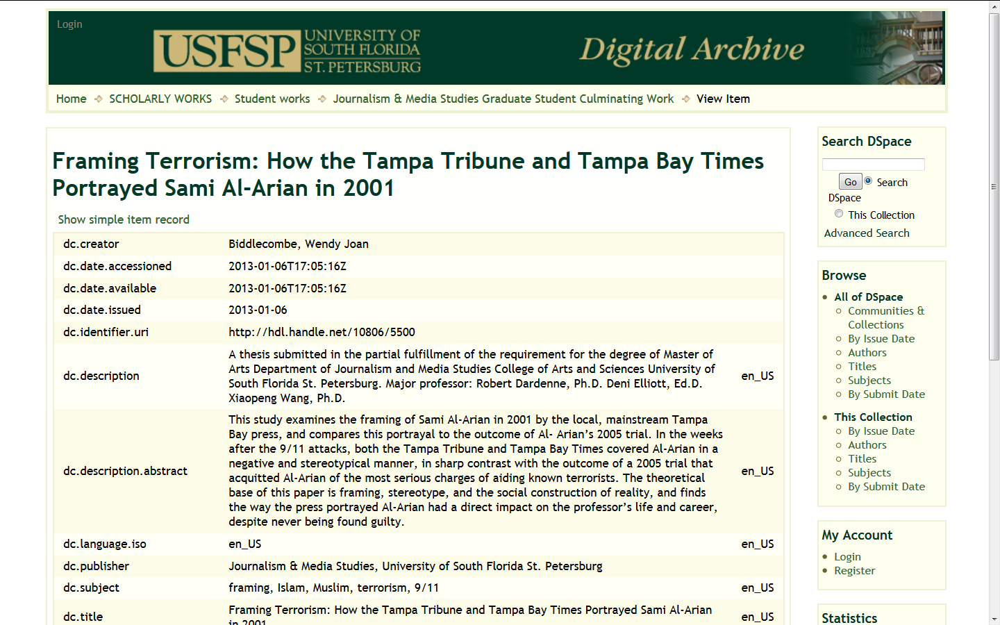 Login
USFSP UNIVERSITY OF
SOUTH FLORIDA
ST. PETERSBURG
Digital Archive
Home SCHOLARLY WORKS Student works Journalism & Media Studies Graduate Student Culminating Work View Item
Framing Terrorism: How the Tampa Tribune and Tampa Bay Times
Portrayed Sami Al-Arian in 2001
Show simple item record
dc.creator Biddlecombe, Wendy Joan
dc.date.accessioned 2013-01-06T17:05:16Z
dc.date.available 2013-01-06T17:05:16Z
dc.date.issued 2013-01-06
dc.identifier.uri http://hdl.handle.net/10806/5500
dc.description
A thesis submitted in the partial fulfillment of the requirement for the degree of Master of
Arts Department of Journalism and Media Studies College of Arts and Sciences University of
South Florida St. Petersburg. Major professor: Robert Dardenne, Ph.D. Deni Elliott, Ed.D.
Xiaopeng Wang, Ph.D.
en_US
dc.description.abstract
This study examines the framing of Sami Al-Arian in 2001 by the local, mainstream Tampa
Bay press, and compares this portrayal to the outcome of Al- Arian’s 2005 trial. In the weeks
after the 9/11 attacks, both the Tampa Tribune and Tampa Bay Times covered Al-Arian in a
negative and stereotypical manner, in sharp contrast with the outcome of a 2005 trial that
acquitted Al-Arian of the most serious charges of aiding known terrorists. The theoretical
base of this paper is framing, stereotype, and the social construction of reality, and finds
the way the press portrayed Al-Arian had a direct impact on the professor’s life and career,
despite never being found guilty.
en_US
dc.language.iso en_US en_US
dc.publisher Journalism & Media Studies, University of South Florida St. Petersburg
dc.subject framing, Islam, Muslim, terrorism, 9/11 en_US
dc.title
Framing Terrorism: How the Tampa Tribune and Tampa Bay Times Portrayed Sami Al-Arian
in 2001
en_US
Search DSpace
Go Search
DSpace
This Collection
Advanced Search
Browse
All of DSpace
Communities &
Collections
By Issue Date
Authors
Titles
Subjects
By Submit Date
This Collection
By Issue Date
Authors
Titles
Subjects
By Submit Date
My Account
Login
Register
Statistics